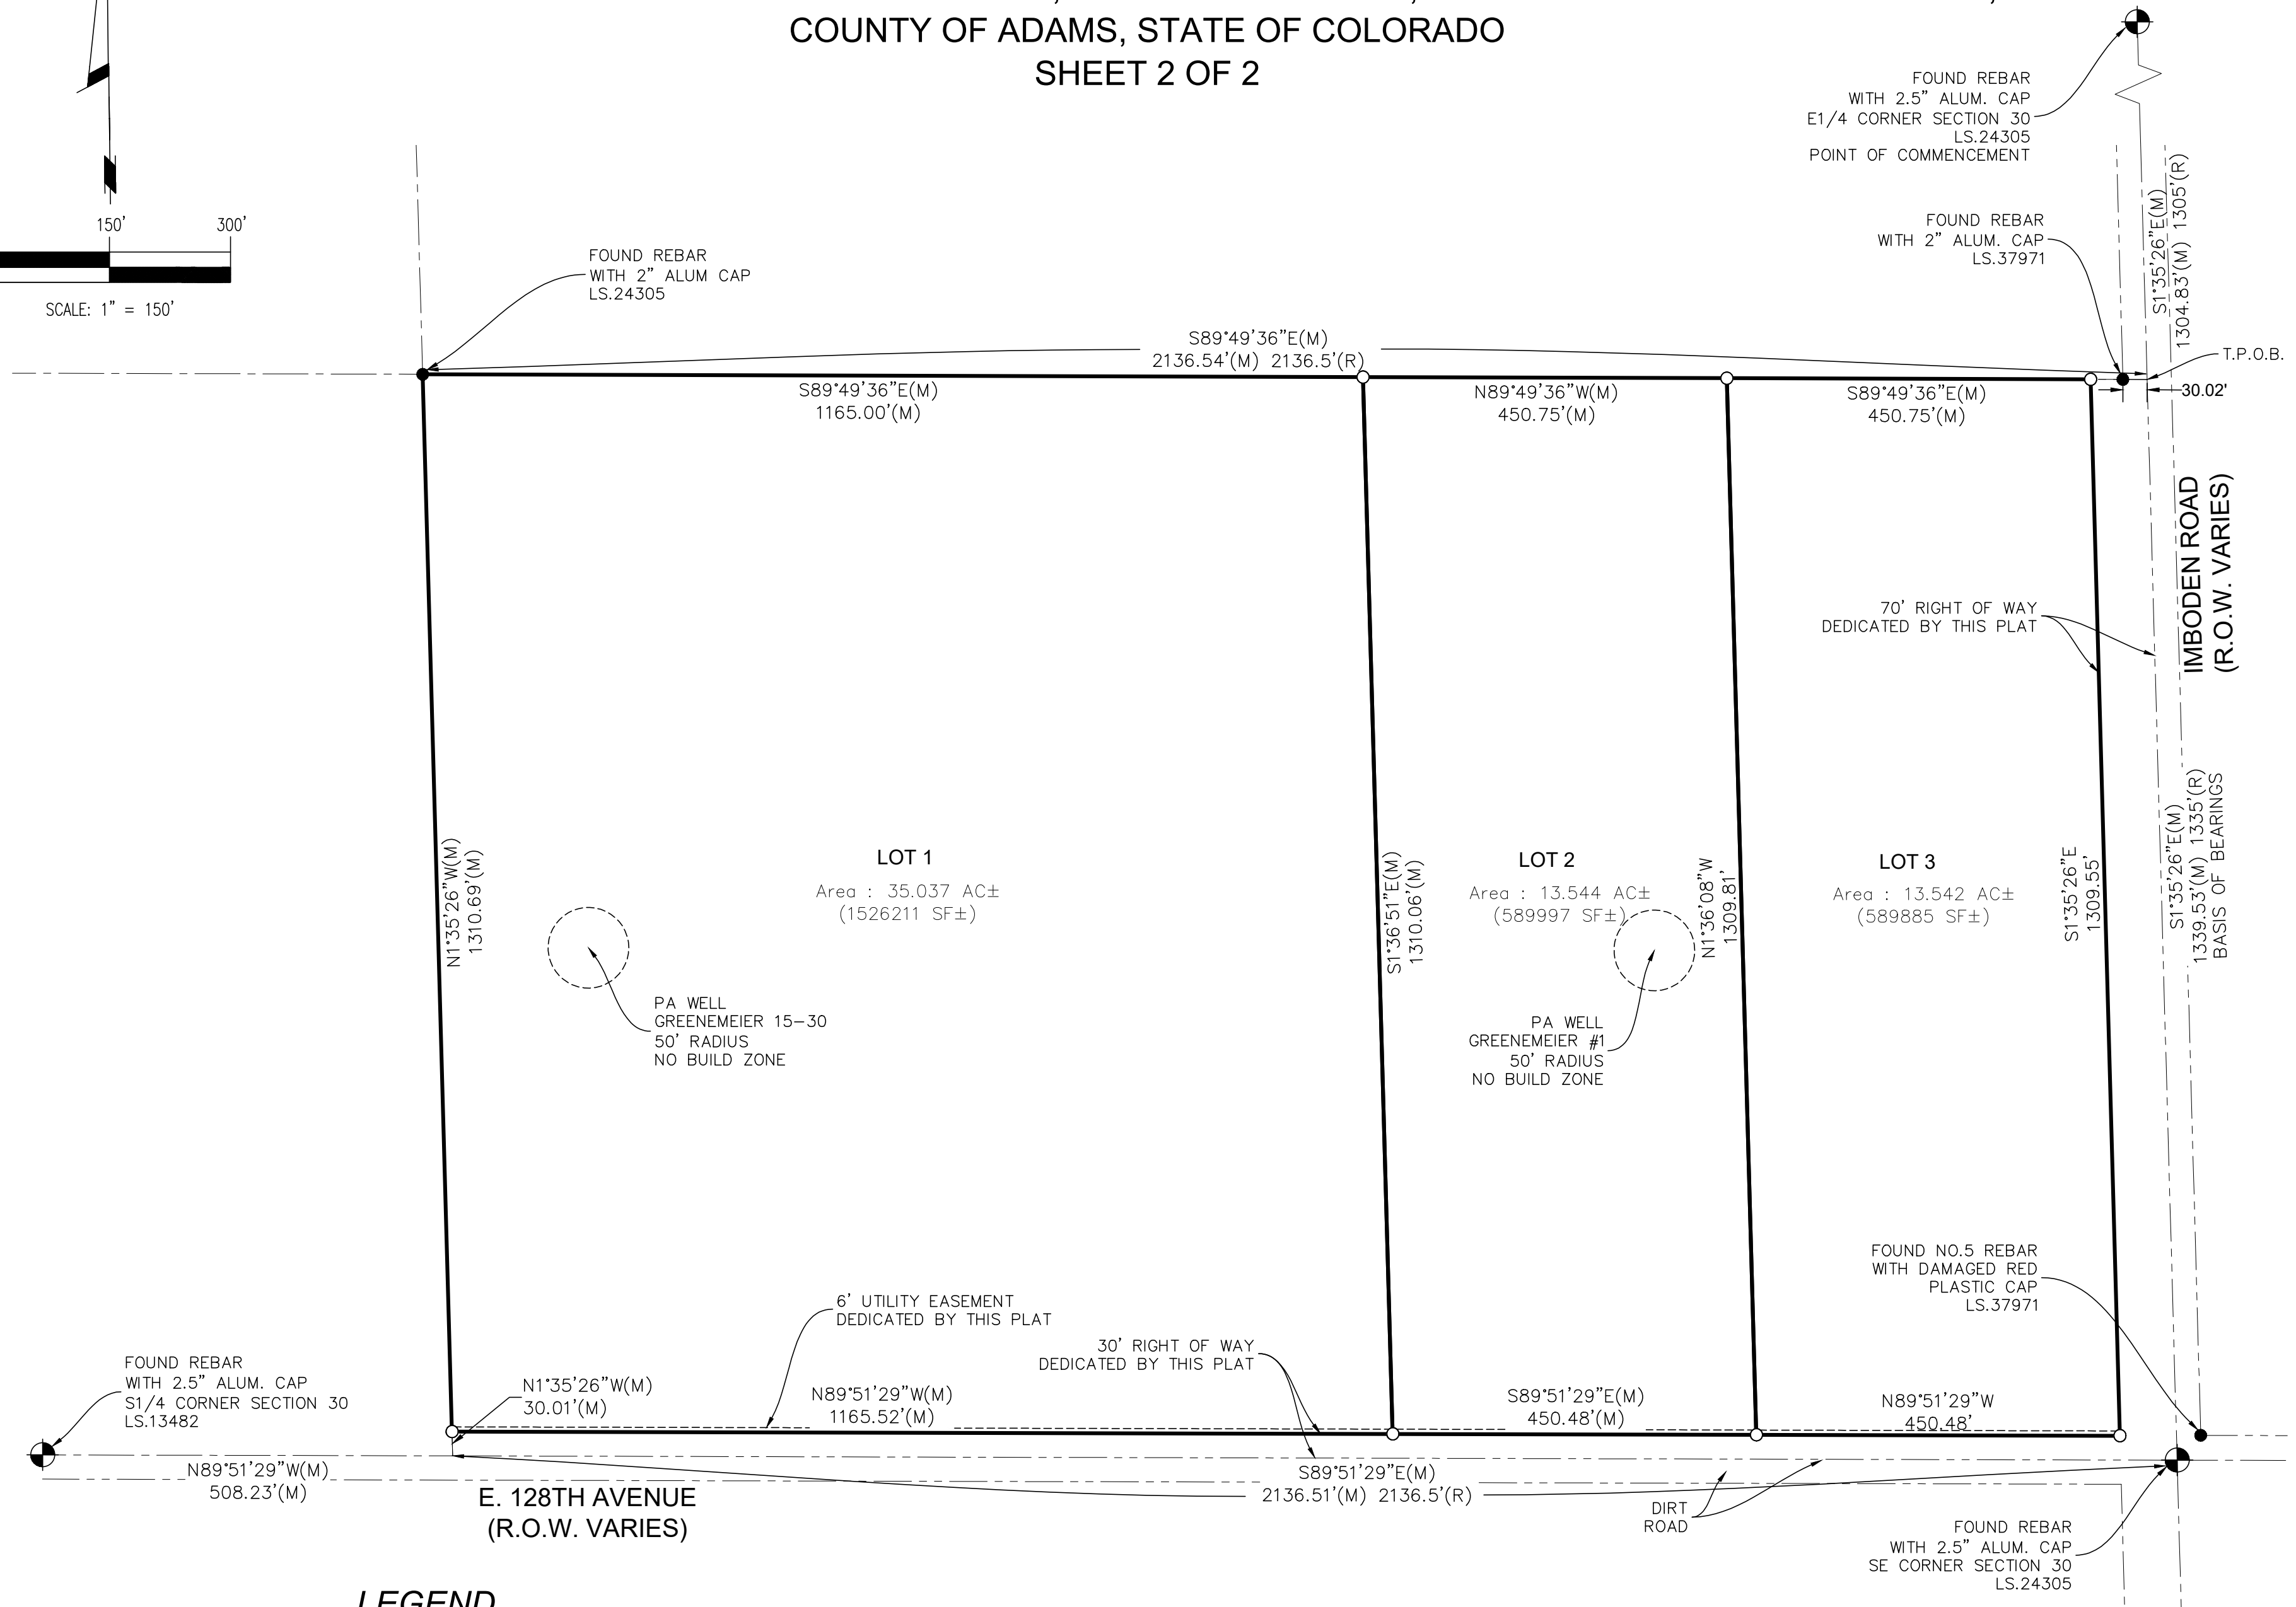 COUNTY OF ADAMS, STATE OF COLORADO
SHEET 2 OF 2
150' 300'
SCALE: 1" = 150'
FOUND REBAR
WITH 2.5" ALUM. CAP
E1/4 CORNER SECTION 30
LS.24305
POINT OF COMMENCEMENT
FOUND REBAR
WITH 2" ALUM CAP
LS.24305
FOUND REBAR
WITH 2" ALUM. CAP
LS.37971
S1°35'26"E(M)
1304.83'(M) 1305'(R)
T.P.O.B.
30.02'
S89°49'36"E(M)
2136.54'(M) 2136.5'(R)
S89°49'36"E(M)
1165.00'(M)
N89°49'36"W(M)
450.75'(M)
S89°49'36"E(M)
450.75'(M)
IMBODEN ROAD
(R.O.W. VARIES)
70' RIGHT OF WAY
DEDICATED BY THIS PLAT
N1°35'26"W(M)
1310.69'(M)
LOT 1
Area : 35.037 AC±
(1526211 SF±)
S1°36'51"E(M)
1310.06'(M)
LOT 2
Area : 13.544 AC±
(589997 SF±)
N1°36'08"W
1309.81'
LOT 3
Area : 13.542 AC±
(589885 SF±)
S1°35'26"E
1309.55'
S1°35'26"E(M)
1339.53'(M) 1335'(R)
BASIS OF BEARINGS
PA WELL
GREENEMEIER 15-30
50' RADIUS
NO BUILD ZONE
PA WELL
GREENEMEIER #1
50' RADIUS
NO BUILD ZONE
FOUND NO.5 REBAR
WITH DAMAGED RED
PLASTIC CAP
LS.37971
6' UTILITY EASEMENT
DEDICATED BY THIS PLAT
30' RIGHT OF WAY
DEDICATED BY THIS PLAT
FOUND REBAR
WITH 2.5" ALUM. CAP
S1/4 CORNER SECTION 30
LS.13482
N1°35'26"W(M)
30.01'(M)
N89°51'29"W(M)
1165.52'(M)
S89°51'29"E(M)
450.48'(M)
N89°51'29"W
450.48'
N89°51'29"W(M)
508.23'(M)
S89°51'29"E(M)
2136.51'(M) 2136.5'(R)
E. 128TH AVENUE
(R.O.W. VARIES)
DIRT
ROAD
FOUND REBAR
WITH 2.5" ALUM. CAP
SE CORNER SECTION 30
LS.24305
LEGEND